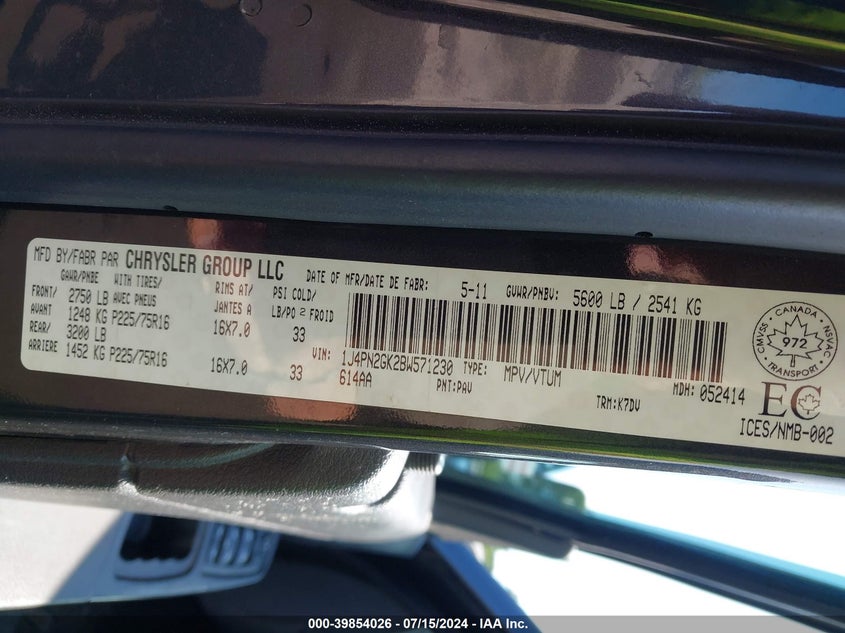 MFD BY/FABR PAR CHRYSLER GROUP LLC
DATE OF MFR/DATE DE FABR: 5-11 GVWR/PNBV: 5600 LB / 2541 KG
GAWR/PNBE WITH TIRES/ RIMS AT/ PSI COLD/
AVEC PNEUS JANTES A LB/PO 2 FROID
FRONT/ 2750 LB
AVANT 1248 KG P225/75R16 16X7.0 33
REAR/ 3200 LB
ARRIERE 1452 KG P225/75R16 16X7.0 33
VIN: 1J4PN2GK2BW571230 TYPE: MPV/VTUM MDH: 052414
614AA PNT:PAV TRM:K7DV
CMVSS CANADA NSVAC
972
TRANSPORT
EC
ICES/NMB-002
000-39854026 - 07/15/2024 - IAA Inc.